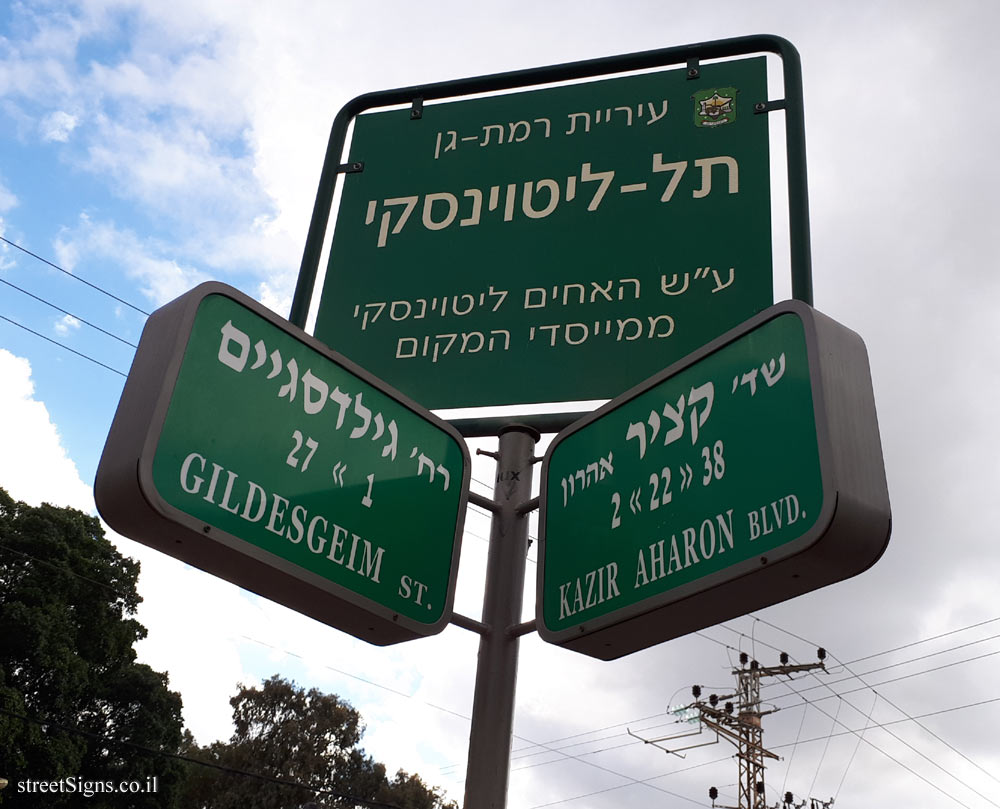 עיריית רמת-גן
תל-ליטוינסקי
ע״ש האחים ליטוינסקי
ממייסדי המקום
רח׳ גילדסגיים
27 « 1
GILDESGEIM ST.
שד׳ קציר אהרון
2 « 22 » 38
KAZIR AHARON BLVD.
streetSigns.co.il